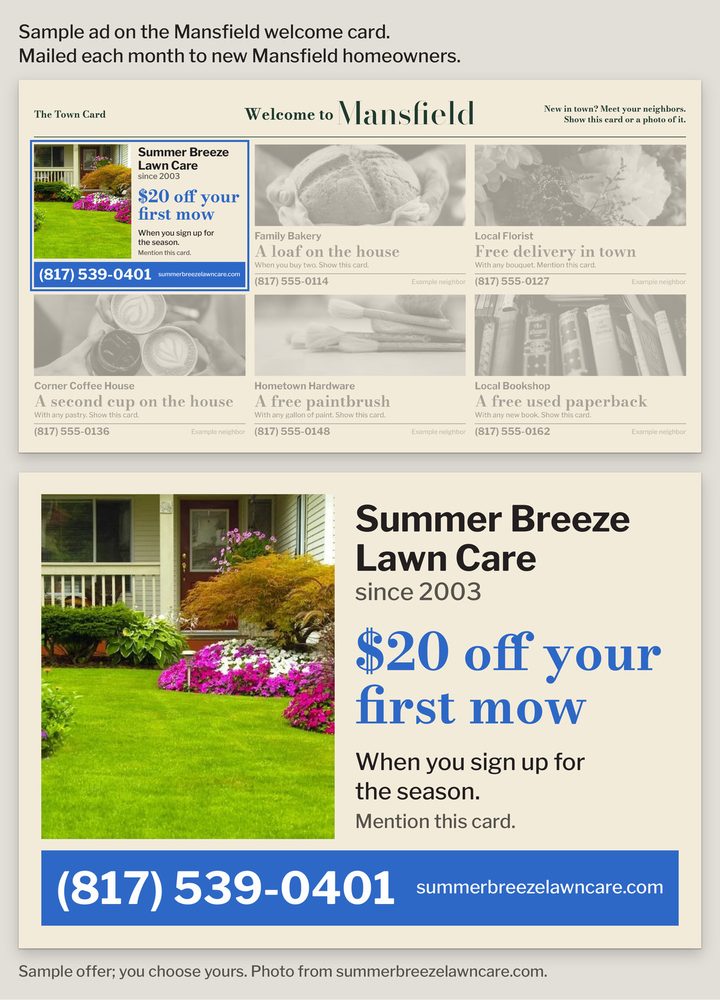 Sample ad on the Mansfield welcome card.
Mailed each month to new Mansfield homeowners.
The Town Card
Welcome to Mansfield
New in town? Meet your neighbors.
Show this card or a photo of it.
Summer Breeze
Lawn Care
since 2003
$20 off your
first mow
When you sign up for
the season.
Mention this card.
(817) 539-0401 summerbreezelawncare.com
Family Bakery
A loaf on the house
When you buy two. Show this card.
(817) 555-0114 Example neighbor
Local Florist
Free delivery in town
With any bouquet. Mention this card.
(817) 555-0127 Example neighbor
Corner Coffee House
A second cup on the house
With any pastry. Show this card.
(817) 555-0136 Example neighbor
Hometown Hardware
A free paintbrush
With any gallon of paint. Show this card.
(817) 555-0148 Example neighbor
Local Bookshop
A free used paperback
With any new book. Show this card.
(817) 555-0162 Example neighbor
Summer Breeze
Lawn Care
since 2003
$20 off your
first mow
When you sign up for
the season.
Mention this card.
(817) 539-0401 summerbreezelawncare.com
Sample offer; you choose yours. Photo from summerbreezelawncare.com.